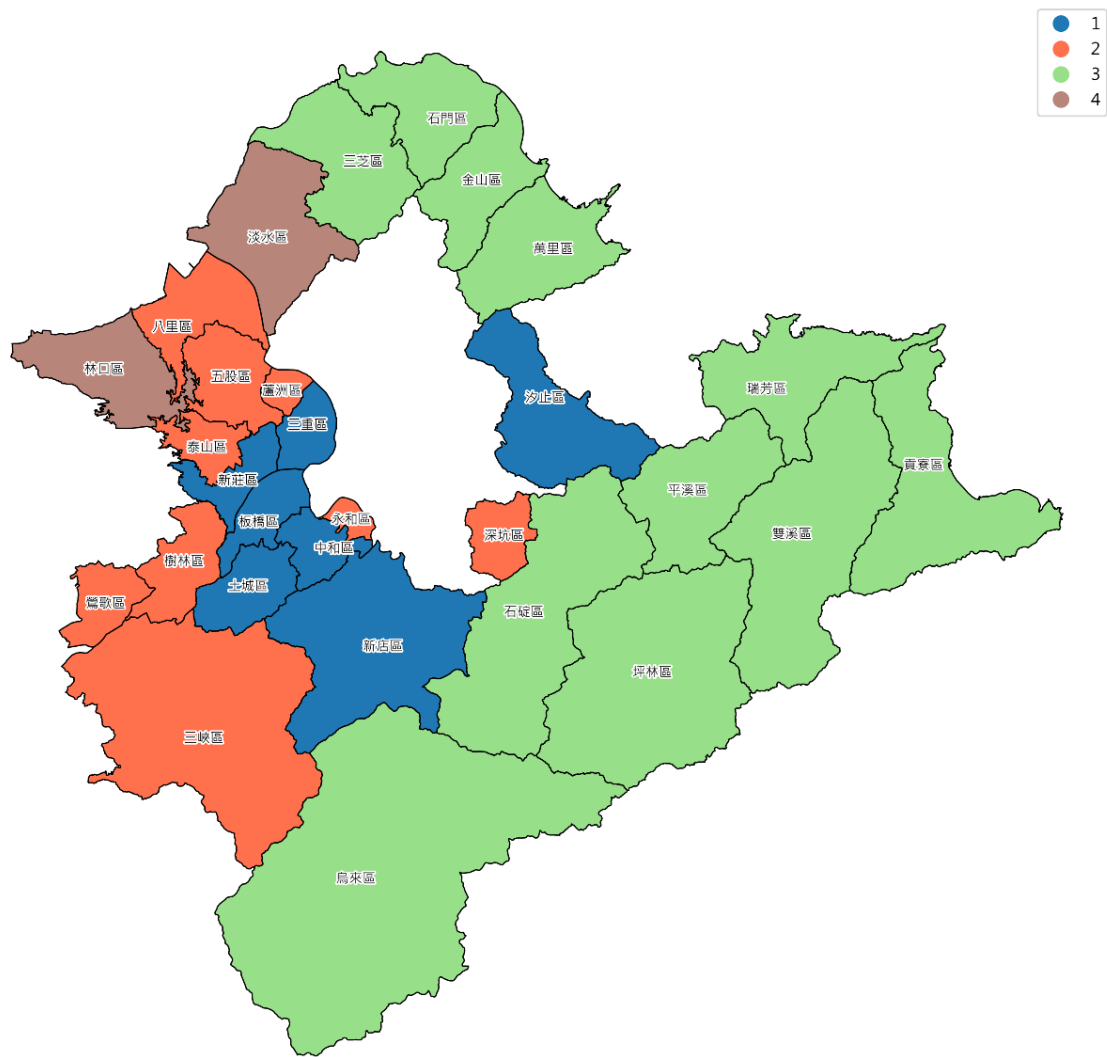 1
2
3
4
石門區
三芝區
金山區
淡水區
萬里區
八里區
林口區
五股區
瑞芳區
蘆洲區
汐止區
三重區
泰山區
貢寮區
新莊區
平溪區
板橋區
永和區
雙溪區
深坑區
中和區
樹林區
土城區
鶯歌區
石碇區
新店區
坪林區
三峽區
烏來區